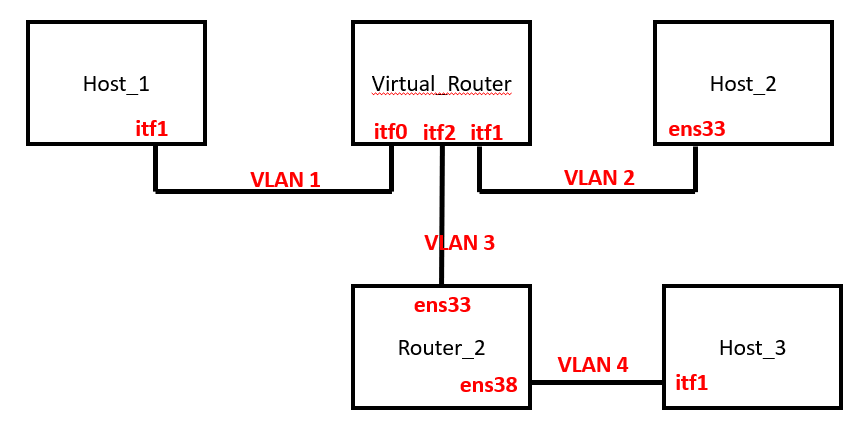 Host_1
itf1
Virtual_Router
itf0 itf2 itf1
Host_2
ens33
VLAN 1
VLAN 2
VLAN 3
ens33
Router_2
ens38
VLAN 4
Host_3
itf1